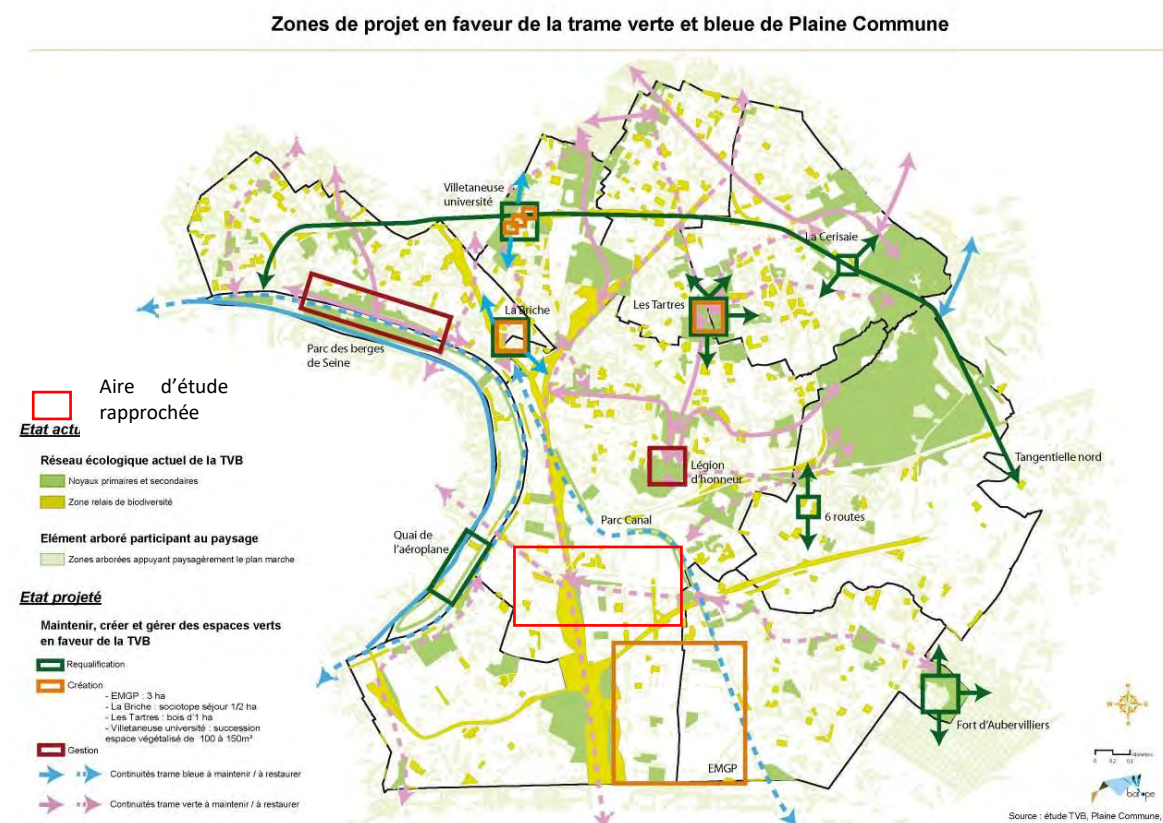 Zones de projet en faveur de la trame verte et bleue de Plaine Commune
Villetaneuse
université
La Cerisaie
La Briche
Les Tartres
Parc des berges
de Seine
Aire d'étude
rapprochée
Etat actu
Réseau écologique actuel de la TVB
Noyaux primaires et secondaires
Zone relais de biodiversité
Elément arboré participant au paysage
Zones arborées appuyant paysagèrement le plan marche
Légion
d'honneur
Tangentielle nord
6 routes
Parc Canal
Quai de
l'aéroplane
Etat projeté
Maintenir, créer et gérer des espaces verts
en faveur de la TVB
Requalification
Création
- EMGP : 3 ha
- La Briche : sociotope séjour 1/2 ha
- Les Tartres : bois d'1 ha
- Villetaneuse université : succession
espace végétalisé de 100 à 150m²
Gestion
Continuités trame bleue à maintenir / à restaurer
Continuités trame verte à maintenir / à restaurer
Fort d'Aubervilliers
EMGP
0 0,2 0,4
Source : étude TVB, Plaine Commune,